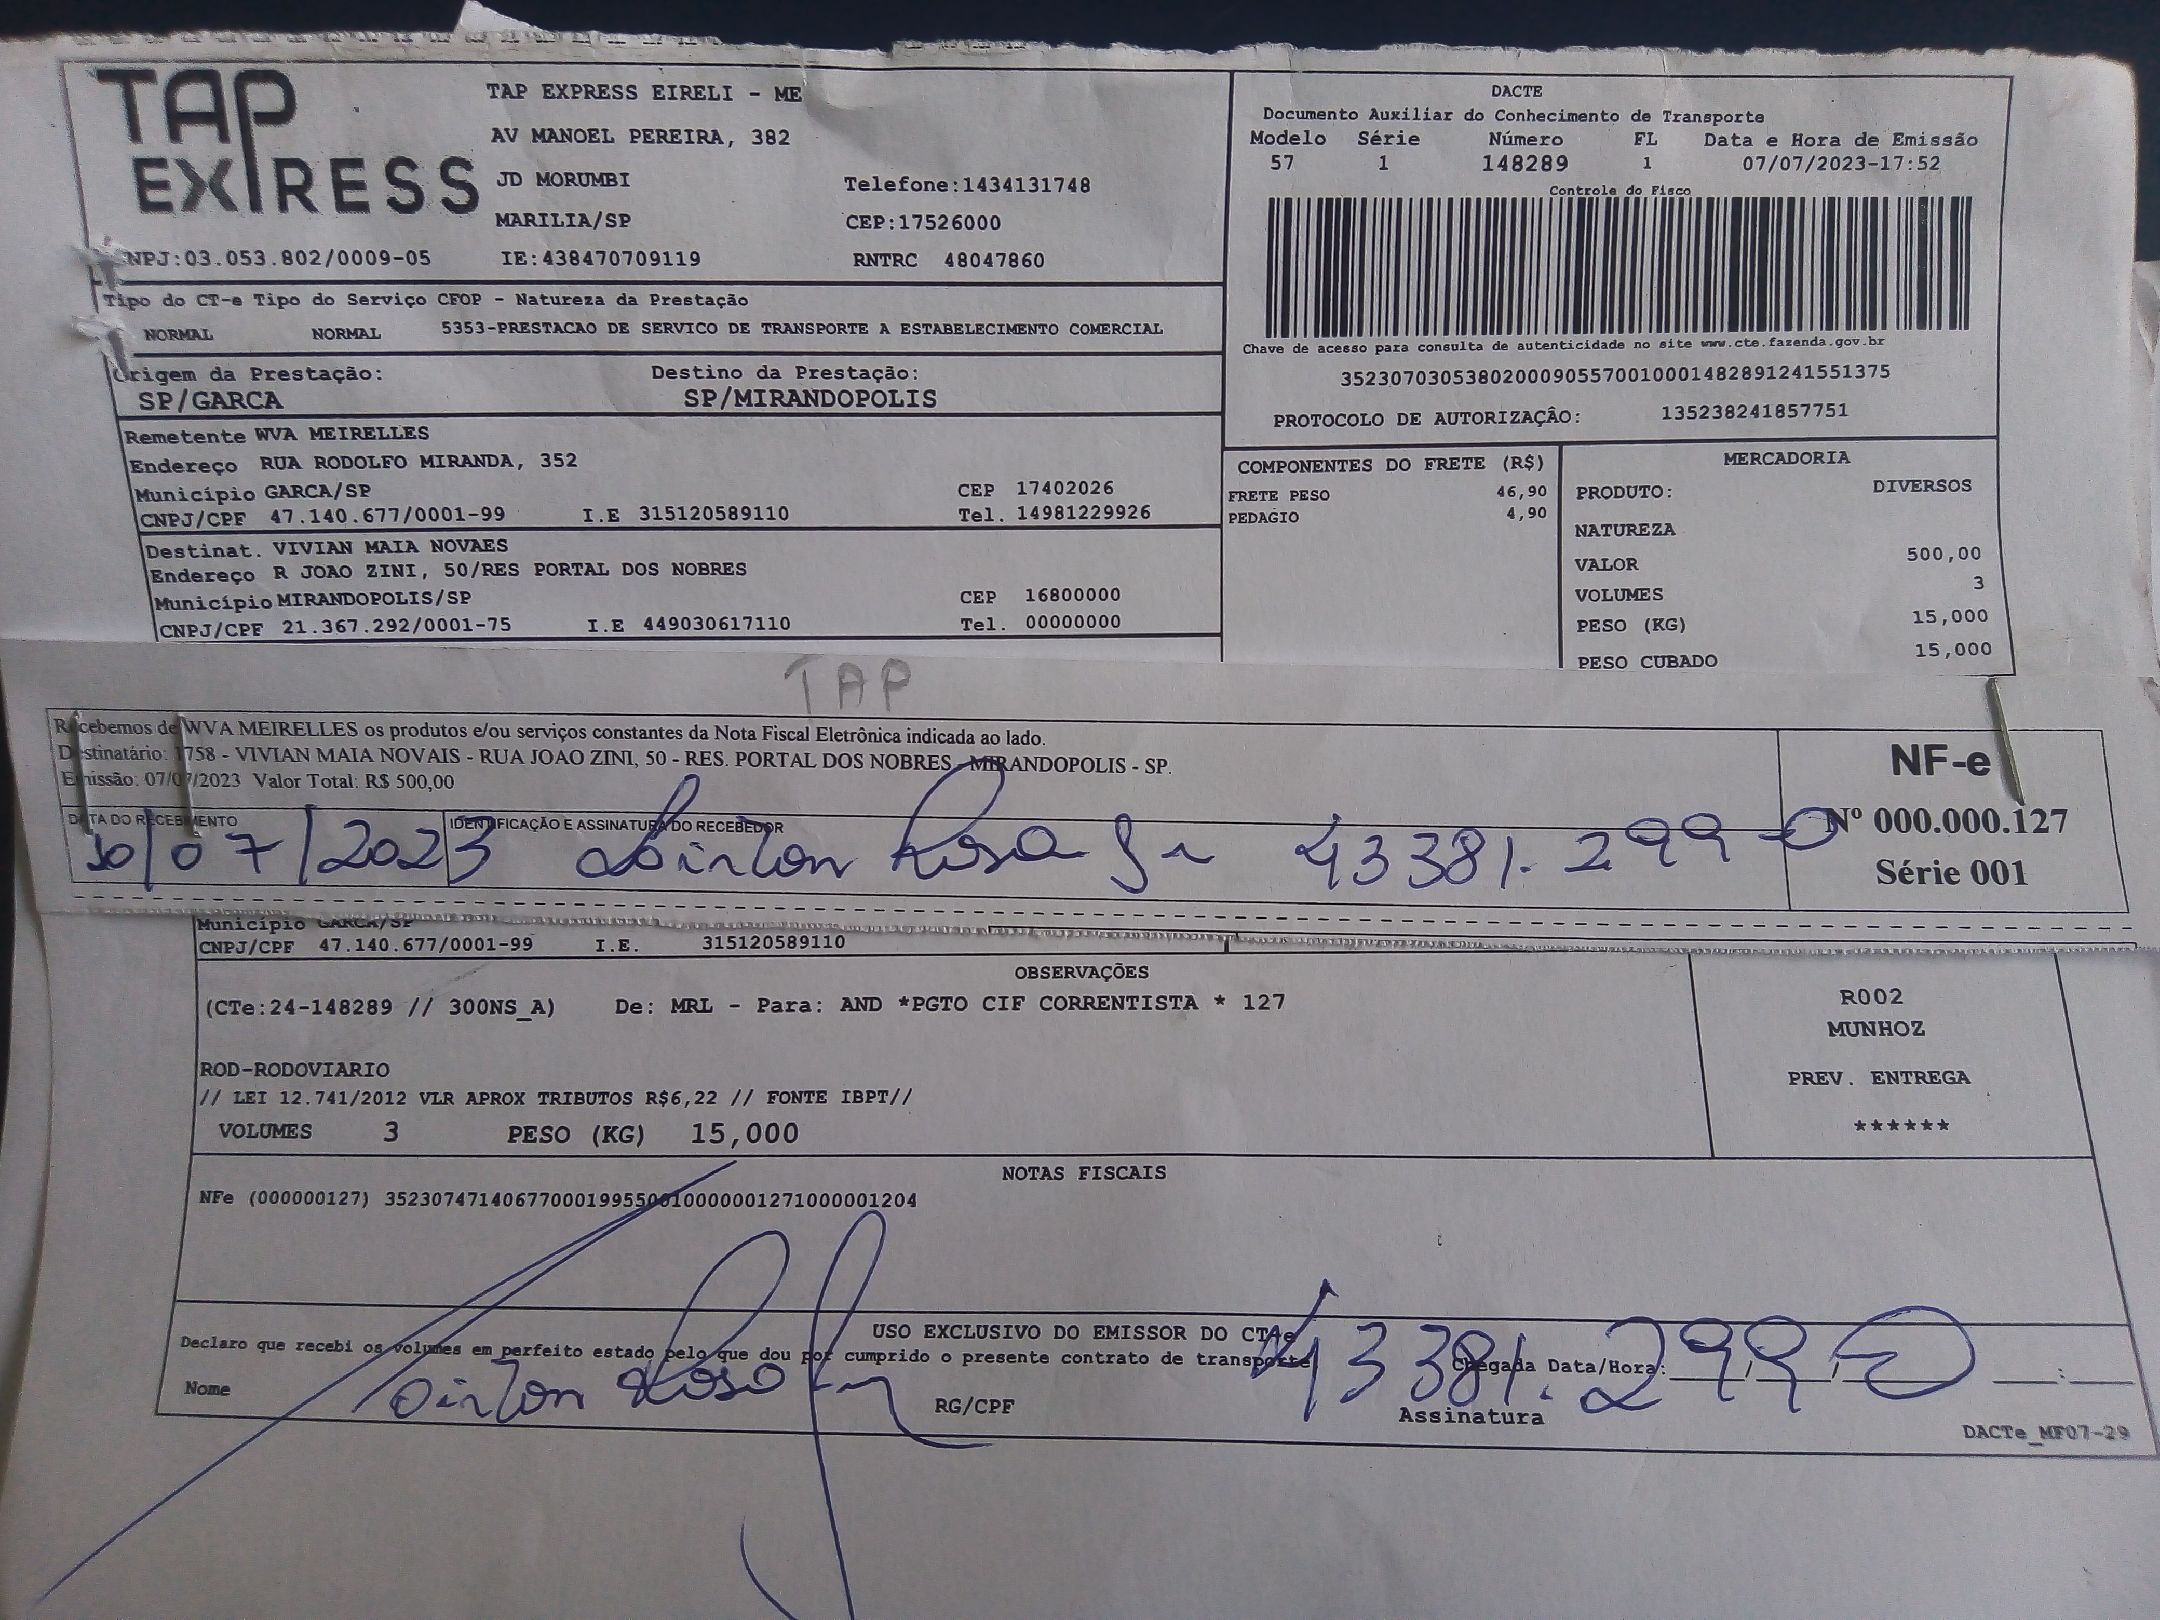 TAP
EXPRESS
TAP EXPRESS EIRELI - ME
AV MANOEL PEREIRA, 382
JD MORUMBI
Telefone:1434131748
MARILIA/SP
CEP:17526000
NPJ:03.053.802/0009-05
IE:438470709119
RNTRC 48047860
DACTE
Documento Auxiliar do Conhecimento de Transporte
Modelo Série Número FL Data e Hora de Emissão
57 1 148289 1 07/07/2023-17:52
Controle do Fisco
Chave de acesso para consulta de autenticidade no site www.cte.fazenda.gov.br
35230703053802000905570010001482891241551375
PROTOCOLO DE AUTORIZAÇÂO: 135238241857751
Tipo do CT-e Tipo do Serviço CFOP - Natureza da Prestação
NORMAL NORMAL 5353-PRESTACAO DE SERVICO DE TRANSPORTE A ESTABELECIMENTO COMERCIAL
Origem da Prestação: Destino da Prestação:
SP/GARCA SP/MIRANDOPOLIS
Remetente WVA MEIRELLES
Endereço RUA RODOLFO MIRANDA, 352
Município GARCA/SP CEP 17402026
CNPJ/CPF 47.140.677/0001-99 I.E 315120589110 Tel. 14981229926
Destinat. VIVIAN MAIA NOVAES
Endereço R JOAO ZINI, 50/RES PORTAL DOS NOBRES
Município MIRANDOPOLIS/SP CEP 16800000
CNPJ/CPF 21.367.292/0001-75 I.E 449030617110 Tel. 00000000
COMPONENTES DO FRETE (R$)
FRETE PESO 46,90
PEDAGIO 4,90
MERCADORIA
PRODUTO: DIVERSOS
NATUREZA
VALOR 500,00
VOLUMES 3
PESO (KG) 15,000
PESO CUBADO 15,000
TAP
Recebemos de WVA MEIRELLES os produtos e/ou serviços constantes da Nota Fiscal Eletrônica indicada ao lado.
Destinatário: 1758 - VIVIAN MAIA NOVAIS - RUA JOAO ZINI, 50 - RES. PORTAL DOS NOBRES - MIRANDOPOLIS - SP.
Emissão: 07/07/2023 Valor Total: R$ 500,00
DATA DO RECEBIMENTO IDENTIFICAÇÃO E ASSINATURA DO RECEBEDOR
10/07/2023 Rosa Jr 43381.299-0
NF-e
Nº 000.000.127
Série 001
Município GARCA/SP
CNPJ/CPF 47.140.677/0001-99 I.E. 315120589110
OBSERVAÇÕES
(CTe:24-148289 // 300NS_A) De: MRL - Para: AND *PGTO CIF CORRENTISTA * 127
ROD-RODOVIARIO
// LEI 12.741/2012 VLR APROX TRIBUTOS R$6,22 // FONTE IBPT//
VOLUMES 3 PESO (KG) 15,000
R002
MUNHOZ
PREV. ENTREGA
******
NOTAS FISCAIS
NFe (000000127) 35230747140677000199550010000001271000001204
USO EXCLUSIVO DO EMISSOR DO CT-e
Declaro que recebi os volumes em perfeito estado pelo que dou por cumprido o presente contrato de transporte
Chegada Data/Hora:____/____/____ ____:____
Nome Rosa Jr RG/CPF 43381.299-0
Assinatura
DACTe_MF07-29